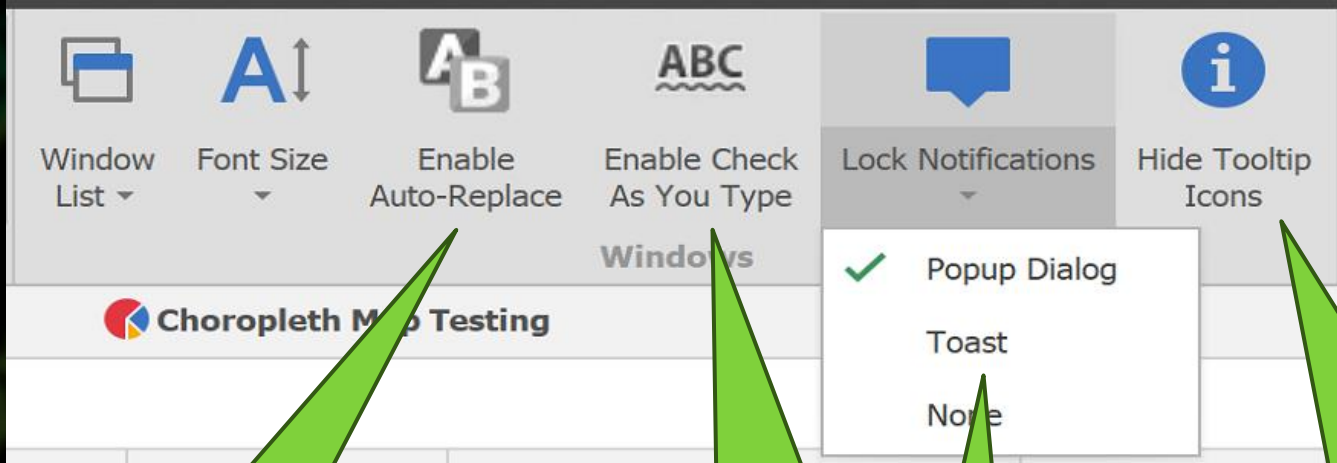 ABC
Window
List
Font Size
Enable
Auto-Replace
Enable Check
As You Type
Lock Notifications
Hide Tooltip
Icons
Windows
Popup Dialog
Toast
None
Choropleth Map Testing